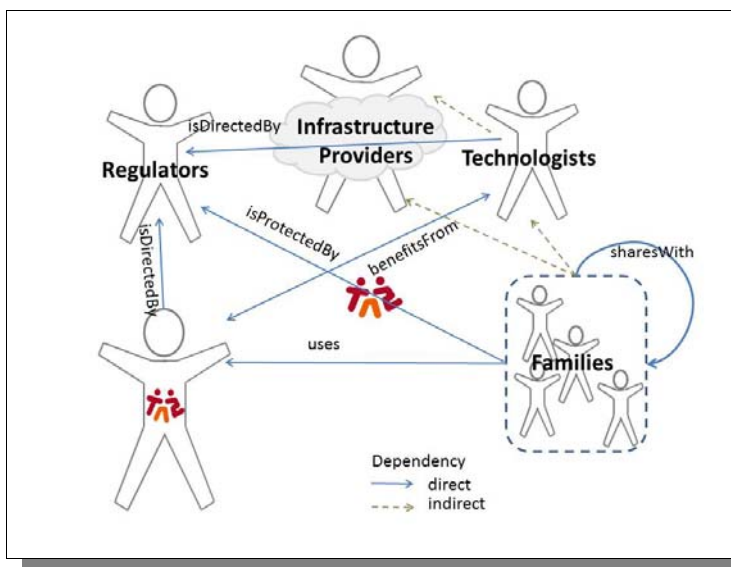 isDirectedBy
Infrastructure
Providers
Regulators
Technologists
isProtectedBy
benefitsFrom
isDirectedBy
sharesWith
uses
Families
Dependency
direct
indirect